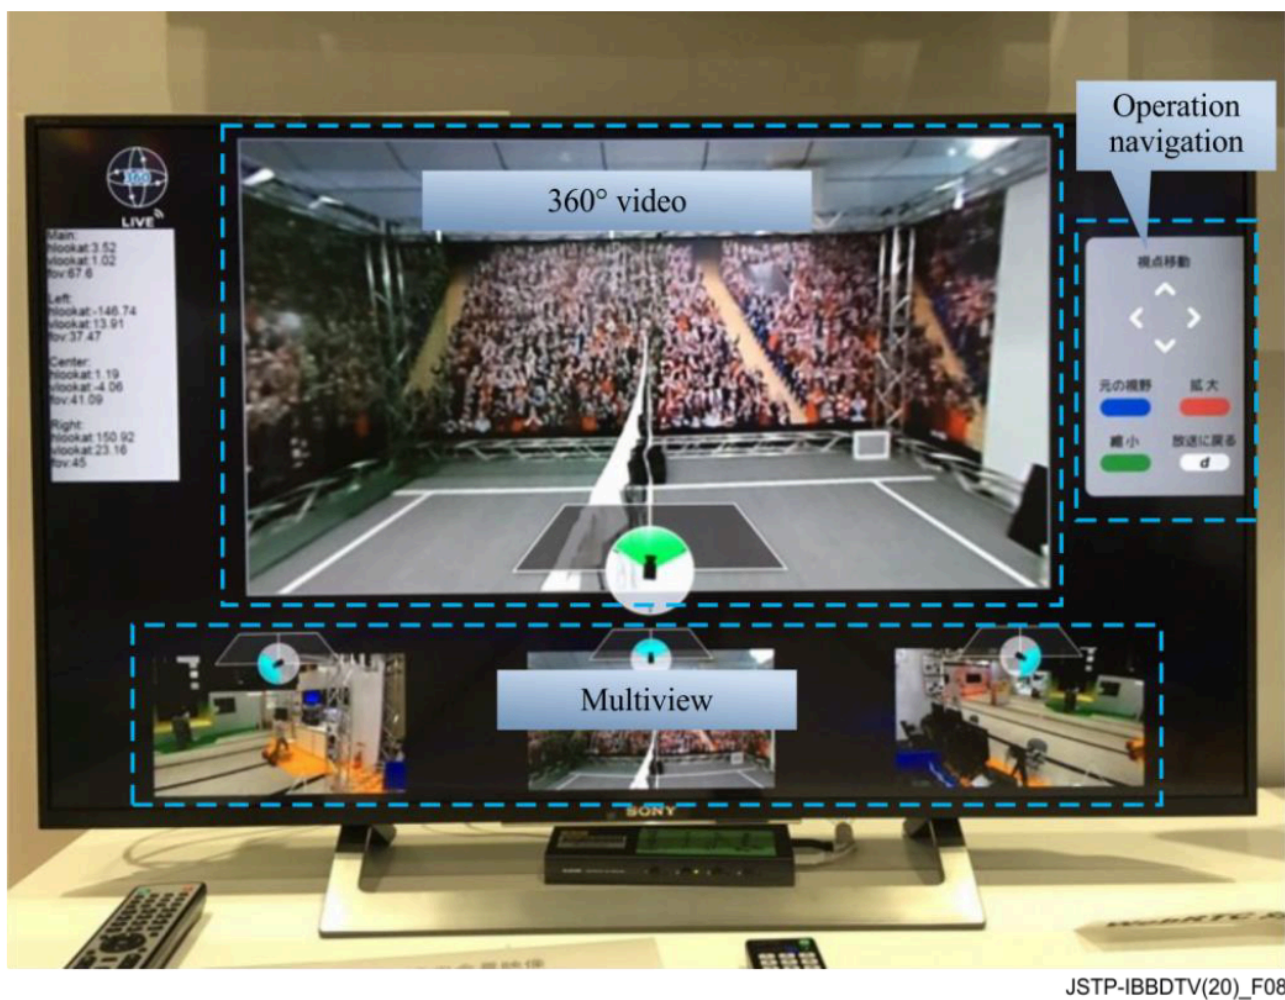 Operation
navigation
360° video
360
LIVE
Main:
hlookat:3.52
vlookat:1.02
fov:67.6
Left:
hlookat:-146.74
vlookat:13.91
fov:37.47
Center:
hlookat:1.19
vlookat:-4.06
fov:41.09
Right:
hlookat:150.92
vlookat:23.16
fov:45
視点移動
元の視野
拡大
縮小
放送に戻る
d
Multiview
SONY
WebRTC
JSTP-IBBDTV(20)_F08